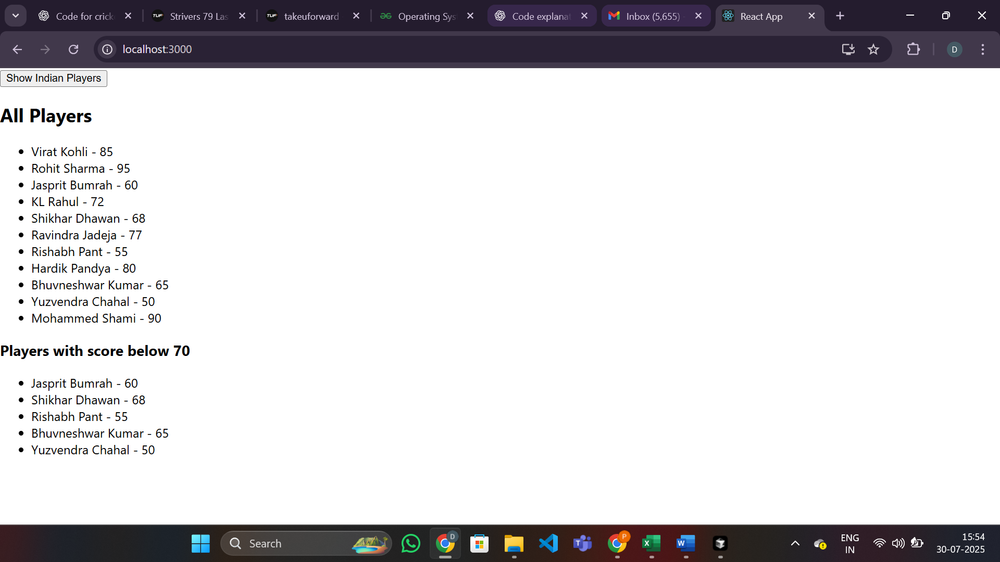 Code for crick
Strivers 79 Las
takeuforward
Operating Sys
Code explanat
Inbox (5,655)
React App
localhost:3000
D
Show Indian Players
All Players
Virat Kohli - 85
Rohit Sharma - 95
Jasprit Bumrah - 60
KL Rahul - 72
Shikhar Dhawan - 68
Ravindra Jadeja - 77
Rishabh Pant - 55
Hardik Pandya - 80
Bhuvneshwar Kumar - 65
Yuzvendra Chahal - 50
Mohammed Shami - 90
Players with score below 70
Jasprit Bumrah - 60
Shikhar Dhawan - 68
Rishabh Pant - 55
Bhuvneshwar Kumar - 65
Yuzvendra Chahal - 50
Search
ENG
IN
15:54
30-07-2025